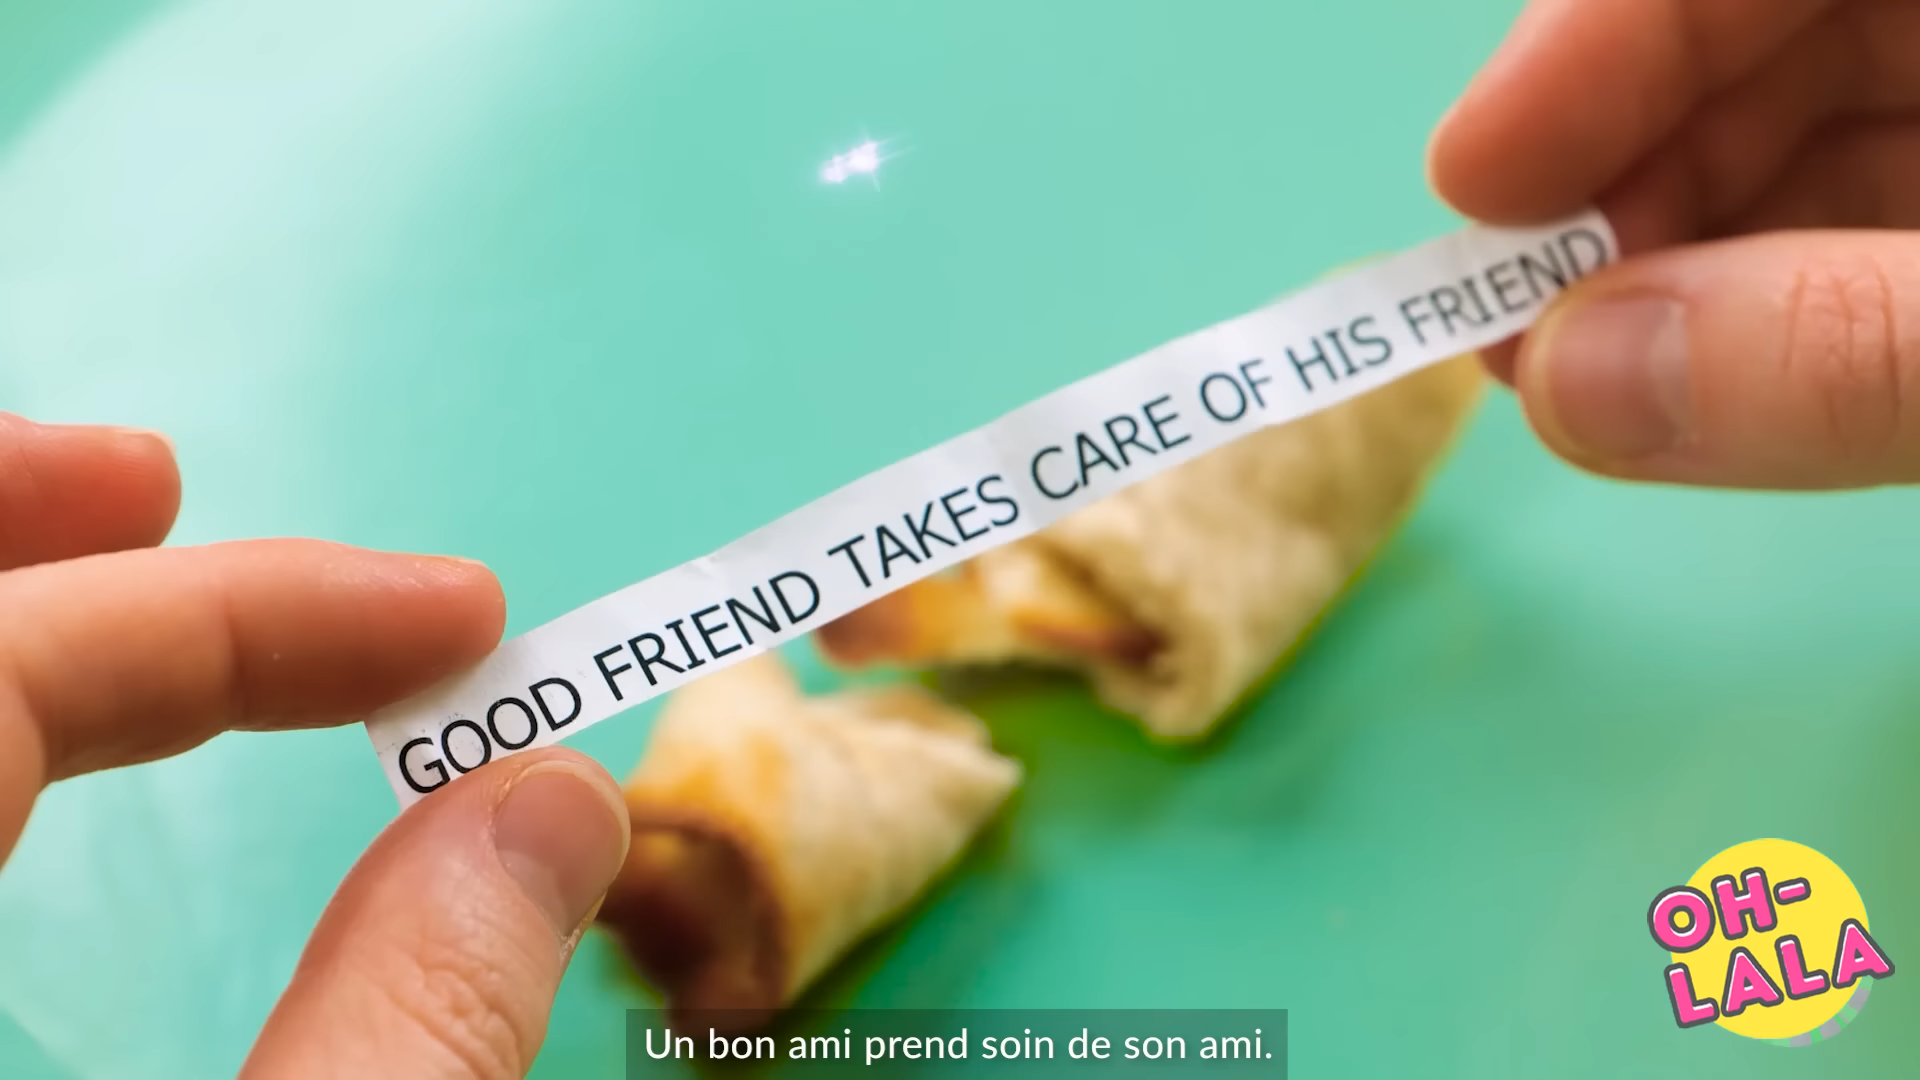 GOOD FRIEND TAKES CARE OF HIS FRIEND
OH-
LALA
Un bon ami prend soin de son ami.